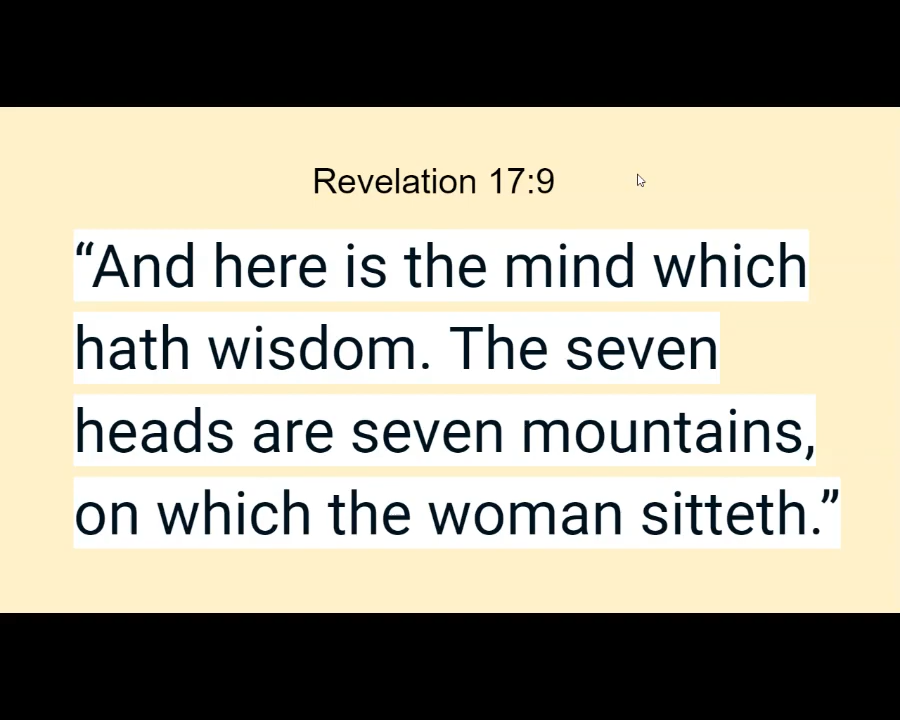 Revelation 17:9
“And here is the mind which
hath wisdom. The seven
heads are seven mountains,
on which the woman sitteth.”